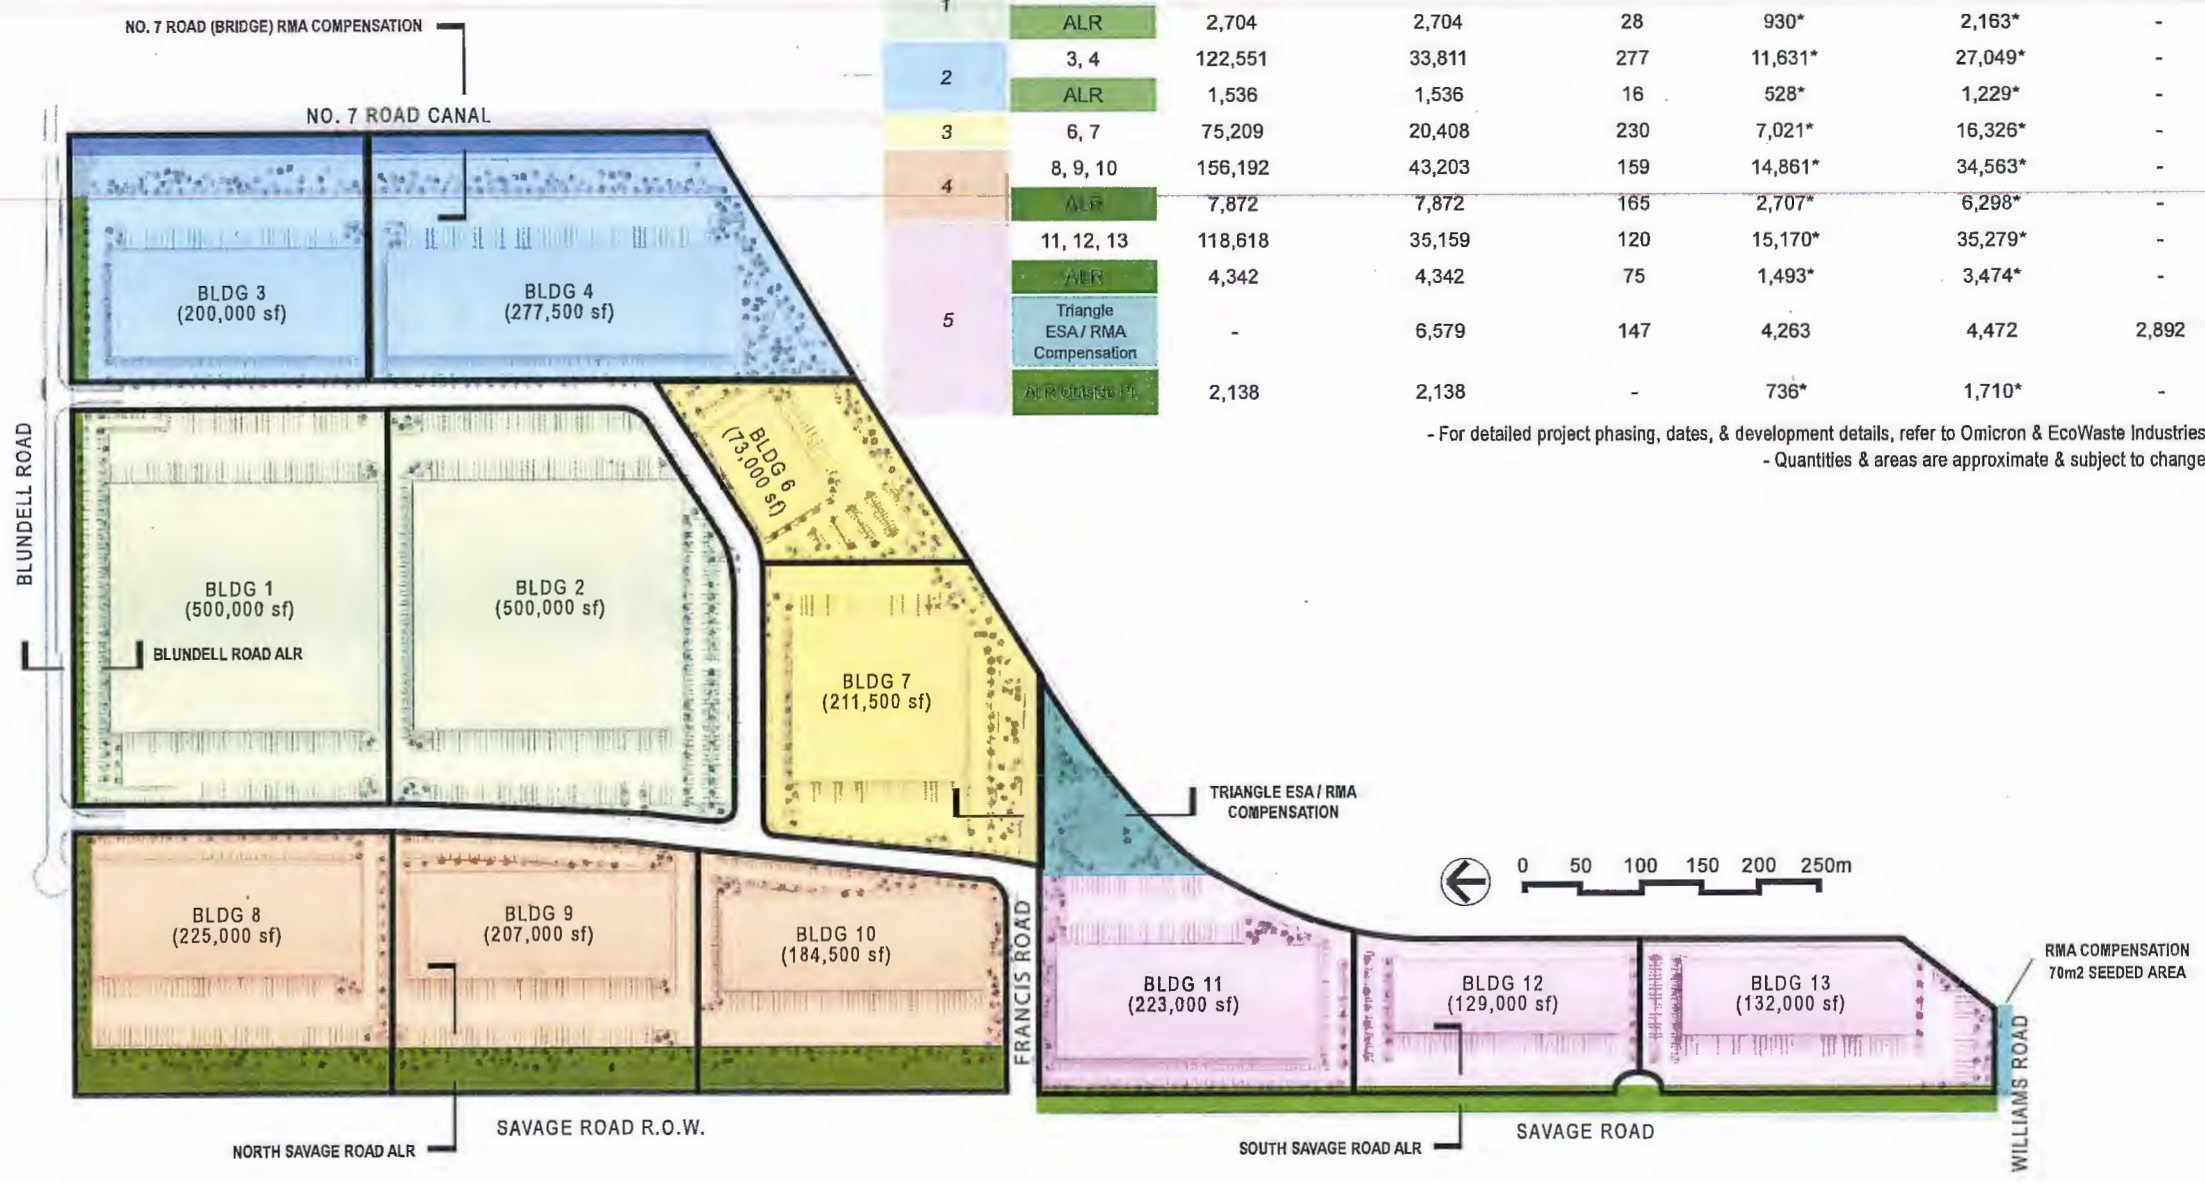 NO. 7 ROAD (BRIDGE) RMA COMPENSATION
1
ALR 2,704 2,704 28 930* 2,163* -
3, 4 122,551 33,811 277 11,631* 27,049* -
2
ALR 1,536 1,536 16 528* 1,229* -
3 6, 7 75,209 20,408 230 7,021* 16,326* -
8, 9, 10 156,192 43,203 159 14,861* 34,563* -
4
ALR 7,872 7,872 165 2,707* 6,298* -
11, 12, 13 118,618 35,159 120 15,170* 35,279* -
ALR 4,342 4,342 75 1,493* 3,474* -
5
Triangle
ESA / RMA
Compensation
- 6,579 147 4,263 4,472 2,892
ALR Outside PL 2,138 2,138 - 736* 1,710* -
- For detailed project phasing, dates, & development details, refer to Omicron & EcoWaste Industries
- Quantities & areas are approximate & subject to change
NO. 7 ROAD CANAL
BLDG 3
(200,000 sf)
BLDG 4
(277,500 sf)
BLUNDELL ROAD
BLDG 6
(73,000 sf)
BLDG 1
(500,000 sf)
BLDG 2
(500,000 sf)
BLUNDELL ROAD ALR
BLDG 7
(211,500 sf)
TRIANGLE ESA / RMA
COMPENSATION
0 50 100 150 200 250m
BLDG 8
(225,000 sf)
BLDG 9
(207,000 sf)
BLDG 10
(184,500 sf)
FRANCIS ROAD
BLDG 11
(223,000 sf)
BLDG 12
(129,000 sf)
BLDG 13
(132,000 sf)
RMA COMPENSATION
70m2 SEEDED AREA
WILLIAMS ROAD
SAVAGE ROAD R.O.W.
NORTH SAVAGE ROAD ALR
SAVAGE ROAD
SOUTH SAVAGE ROAD ALR